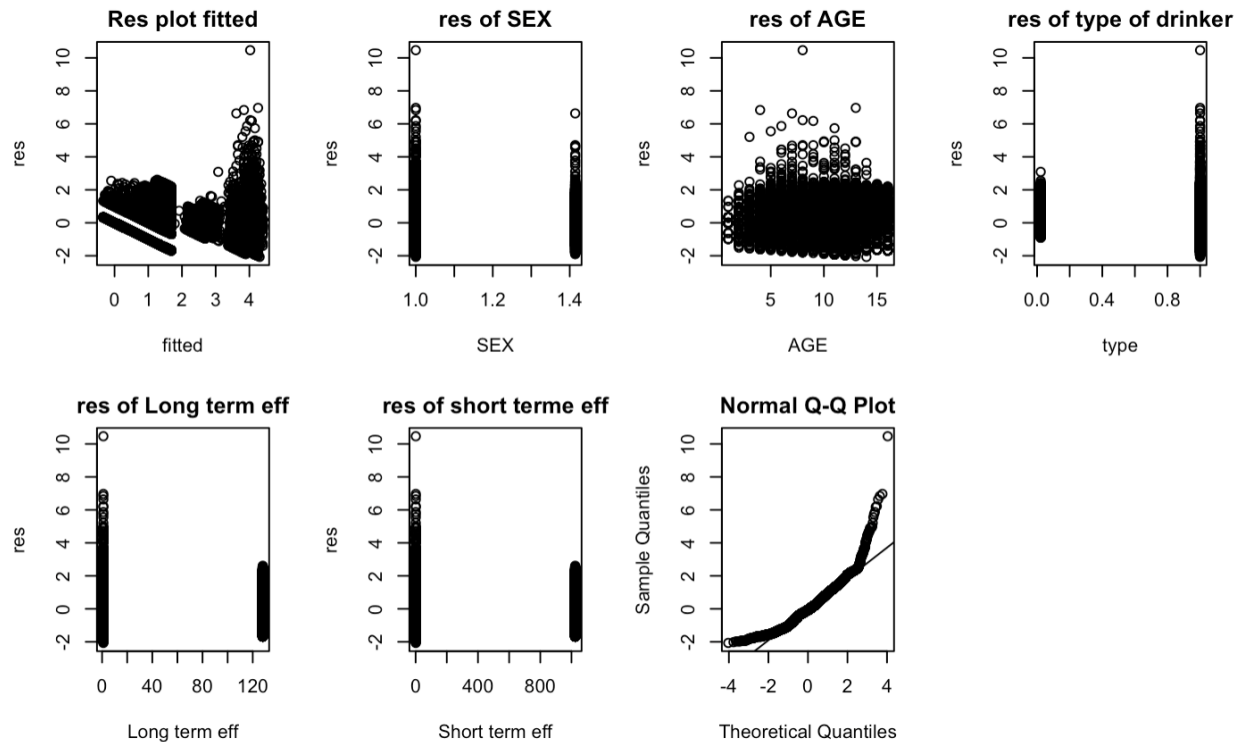 Res plot fitted
res
10
8
6
4
2
0
-2
0 1 2 3 4
fitted
res of SEX
res
10
8
6
4
2
0
-2
1.0 1.2 1.4
SEX
res of AGE
res
10
8
6
4
2
0
-2
5 10 15
AGE
res of type of drinker
res
10
8
6
4
2
0
-2
0.0 0.4 0.8
type
res of Long term eff
res
10
8
6
4
2
0
-2
0 40 80 120
Long term eff
res of short terme eff
res
10
8
6
4
2
0
-2
0 400 800
Short term eff
Normal Q-Q Plot
Sample Quantiles
10
8
6
4
2
0
-2
-4 -2 0 2 4
Theoretical Quantiles